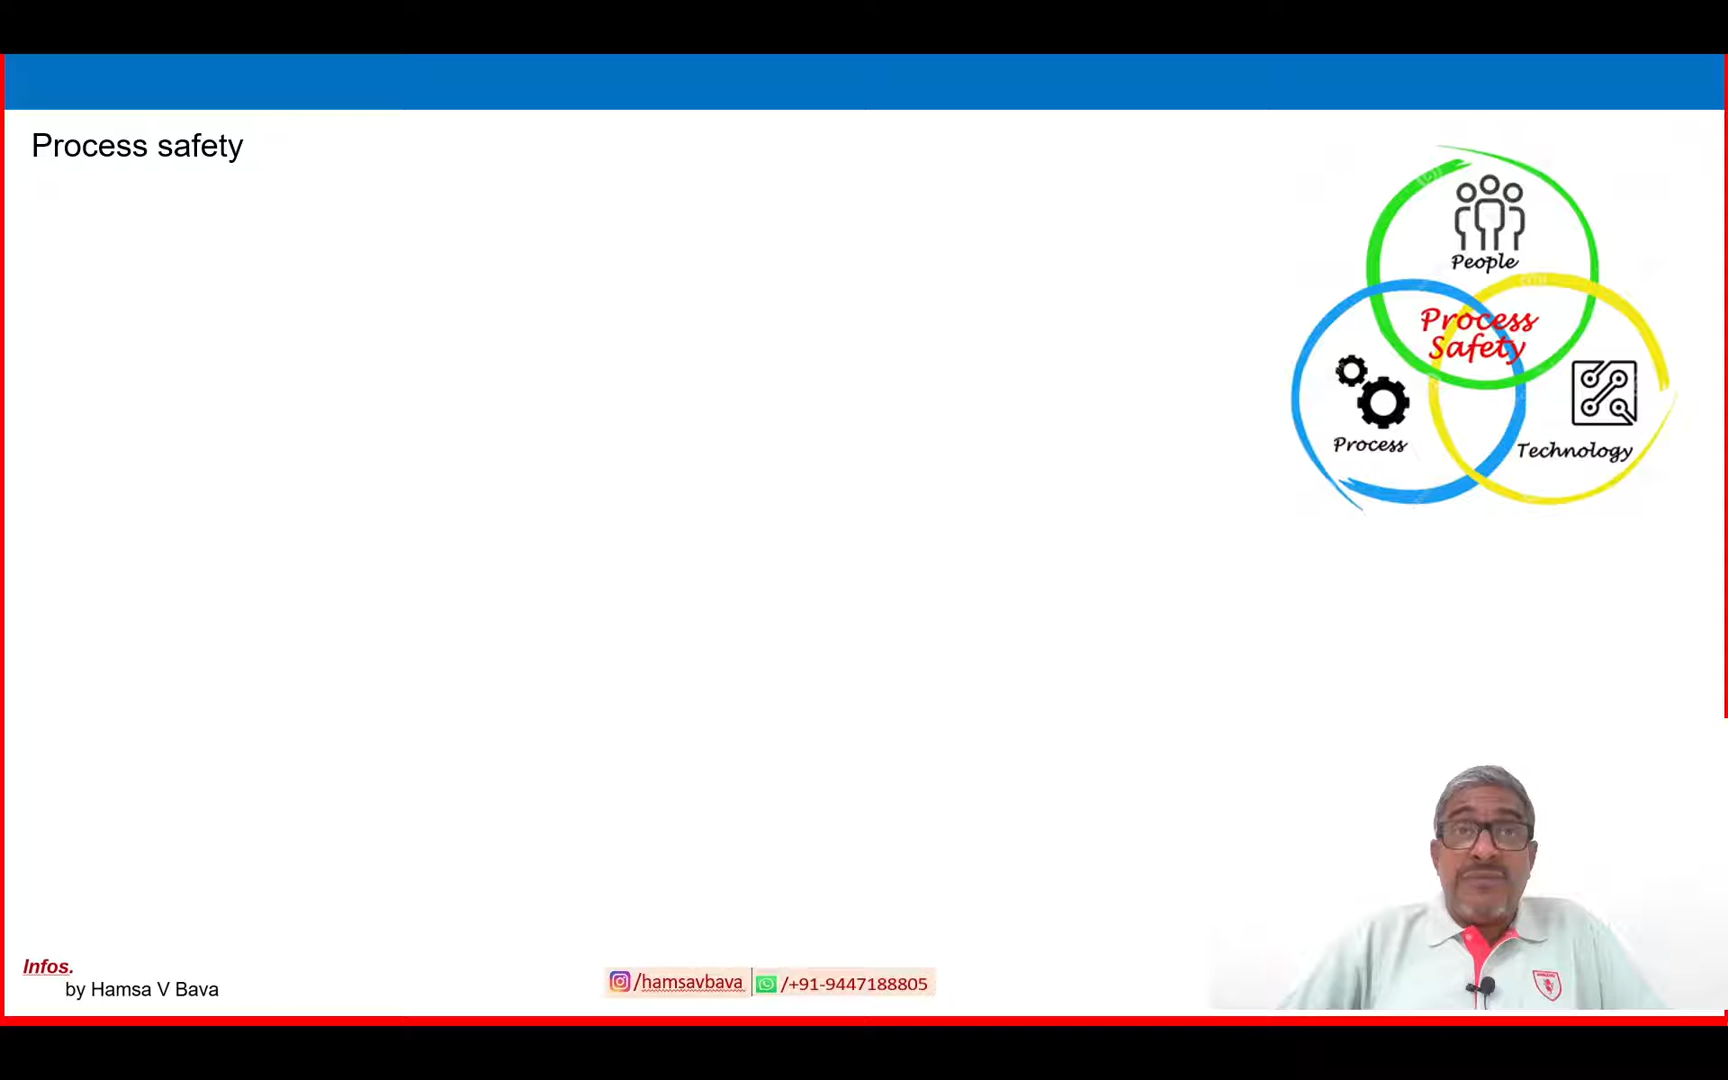 Process safety
People
Process
Safety
Process
Technology
Infos.
by Hamsa V Bava
/hamsavbava
/+91-9447188805